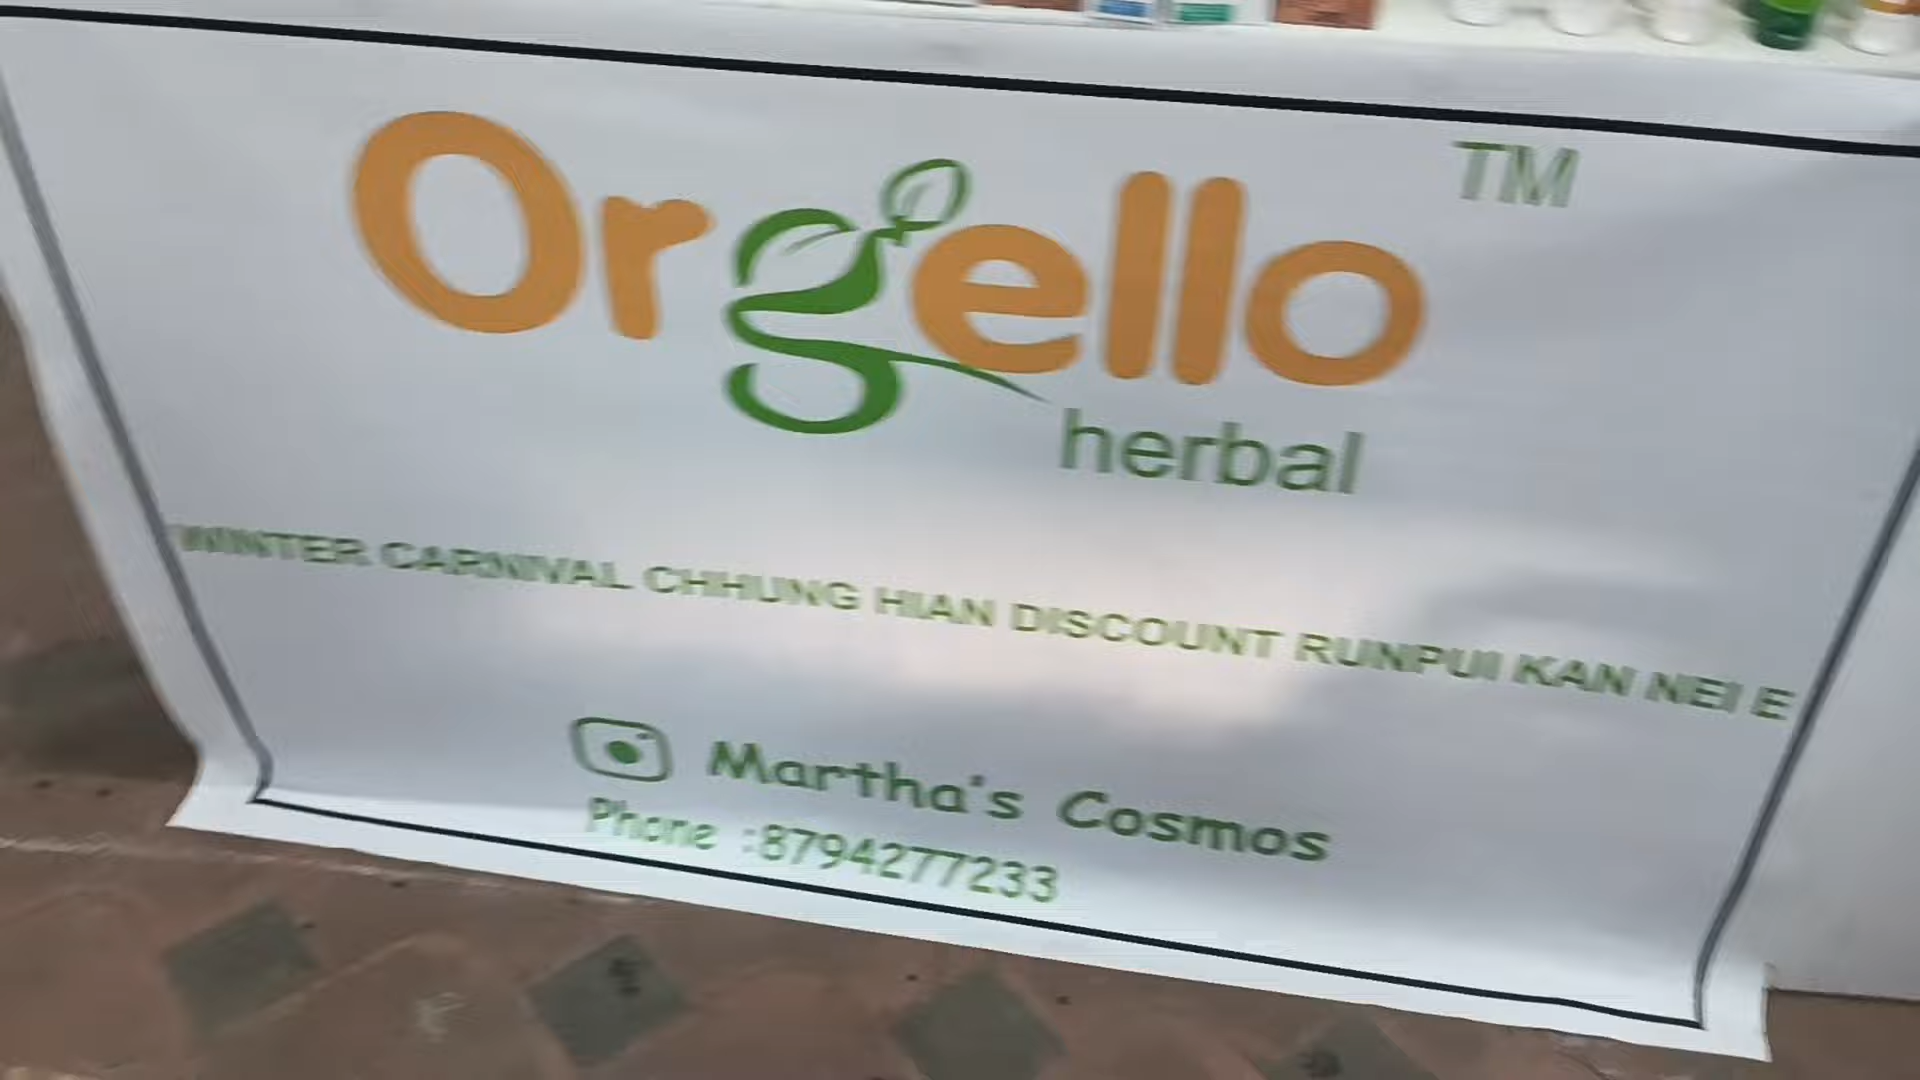 Orgello TM
herbal
WINTER CARNIVAL CHHUNG HIAN DISCOUNT RUNPUI KAN NEI E
Martha's Cosmos
Phone :8794277233